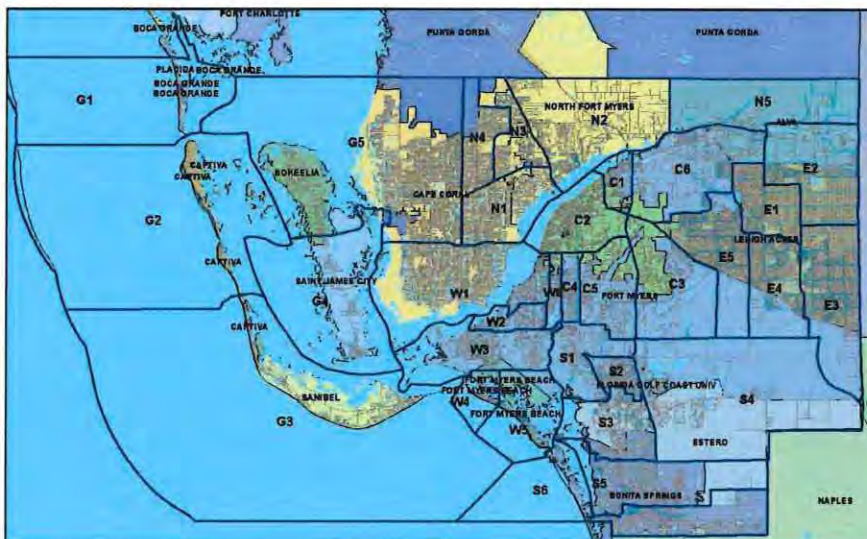 PORT CHARLOTTE
BOCA GRANDE
PUNTA GORDA
PUNTA GORDA
PLACIDA
BOCA GRANDE
BOCA GRANDE
BOCA GRANDE
G1
NORTH FORT MYERS
N5
N2
N3
N4
ALVA
G5
CAPTIVA
CAPTIVA
BOKEELIA
C6
E2
C1
CAPE CORAL
N1
E1
G2
C2
LEHIGH ACRES
E5
CAPTIVA
SAINT JAMES CITY
G4
W1
C4
C5
C3
FORT MYERS
E4
E3
CAPTIVA
W2
W3
S1
S2
FLORIDA GULF COAST UNIV
FORT MYERS BEACH
FORT MYERS BEACH
SANIBEL
W4
FORT MYERS BEACH
S4
G3
W5
S3
ESTERO
S5
S6
BONITA SPRINGS
NAPLES